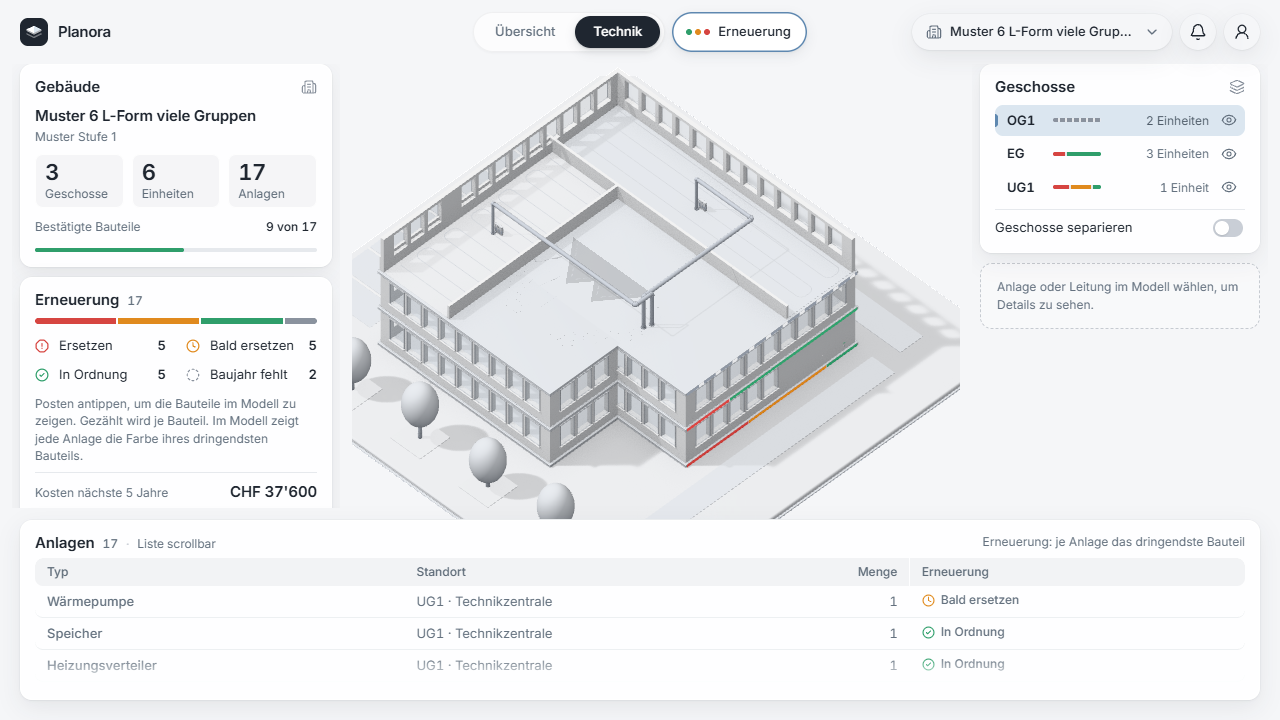 Planora
Übersicht
Technik
Erneuerung
Muster 6 L-Form viele Grup...
Gebäude
Muster 6 L-Form viele Gruppen
Muster Stufe 1
3 6 17
Geschosse Einheiten Anlagen
Bestätigte Bauteile 9 von 17
Erneuerung 17
Ersetzen 5 Bald ersetzen 5
In Ordnung 5 Baujahr fehlt 2
Posten antippen, um die Bauteile im Modell zu
zeigen. Gezählt wird je Bauteil. Im Modell zeigt
jede Anlage die Farbe ihres dringendsten
Bauteils.
Kosten nächste 5 Jahre CHF 37'600
Geschosse
OG1 2 Einheiten
EG 3 Einheiten
UG1 1 Einheit
Geschosse separieren
Anlage oder Leitung im Modell wählen, um
Details zu sehen.
Anlagen 17 · Liste scrollbar
Erneuerung: je Anlage das dringendste Bauteil
Typ Standort Menge Erneuerung
Wärmepumpe UG1 · Technikzentrale 1 Bald ersetzen
Speicher UG1 · Technikzentrale 1 In Ordnung
Heizungsverteiler UG1 · Technikzentrale 1 In Ordnung